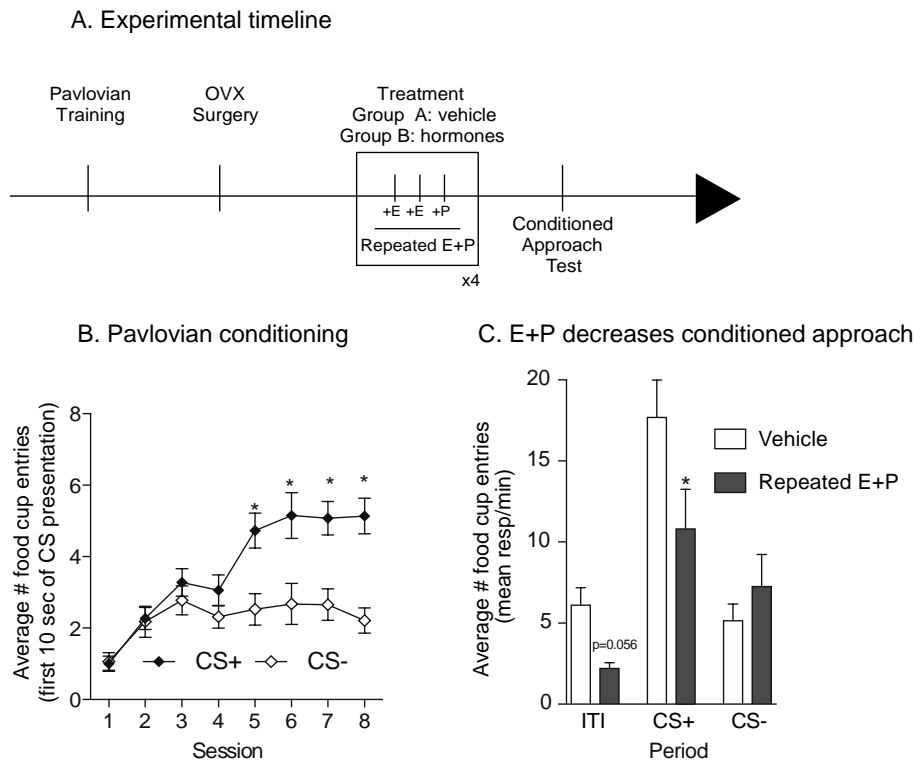 A. Experimental timeline
Pavlovian
Training
OVX
Surgery
Treatment
Group A: vehicle
Group B: hormones
+E +E +P
Repeated E+P
x4
Conditioned
Approach
Test
B. Pavlovian conditioning
Average # food cup entries
(first 10 sec of CS presentation)
8
6
4
2
0
* * * *
CS+ CS-
1 2 3 4 5 6 7 8
Session
C. E+P decreases conditioned approach
Average # food cup entries
(mean resp/min)
20
15
10
5
0
Vehicle
Repeated E+P
*
p=0.056
ITI CS+ CS-
Period